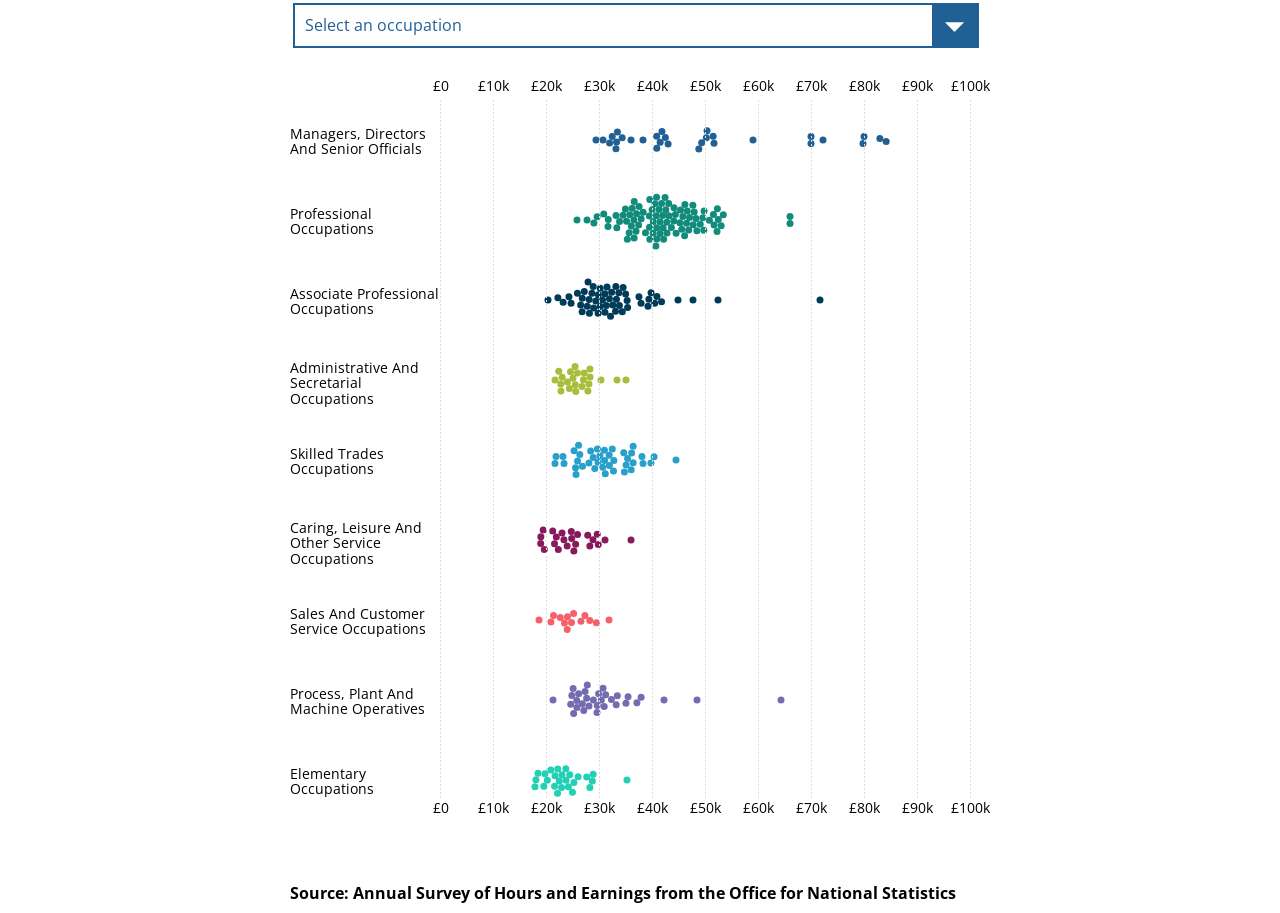 Select an occupation
£0 £10k £20k £30k £40k £50k £60k £70k £80k £90k £100k
Managers, Directors
And Senior Officials
Professional
Occupations
Associate Professional
Occupations
Administrative And
Secretarial
Occupations
Skilled Trades
Occupations
Caring, Leisure And
Other Service
Occupations
Sales And Customer
Service Occupations
Process, Plant And
Machine Operatives
Elementary
Occupations
£0 £10k £20k £30k £40k £50k £60k £70k £80k £90k £100k
Source: Annual Survey of Hours and Earnings from the Office for National Statistics